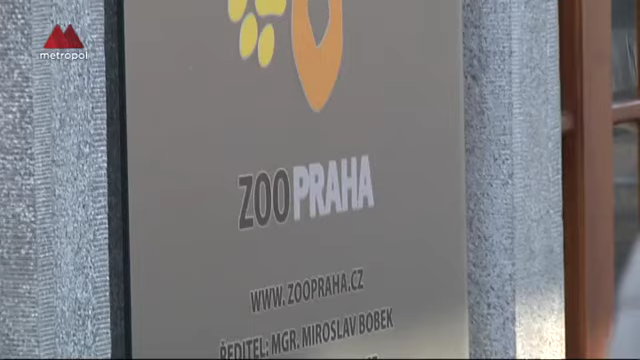 metropol
ZOO PRAHA
WWW.ZOOPRAHA.CZ
ŘEDITEL: MGR. MIROSLAV BOBEK